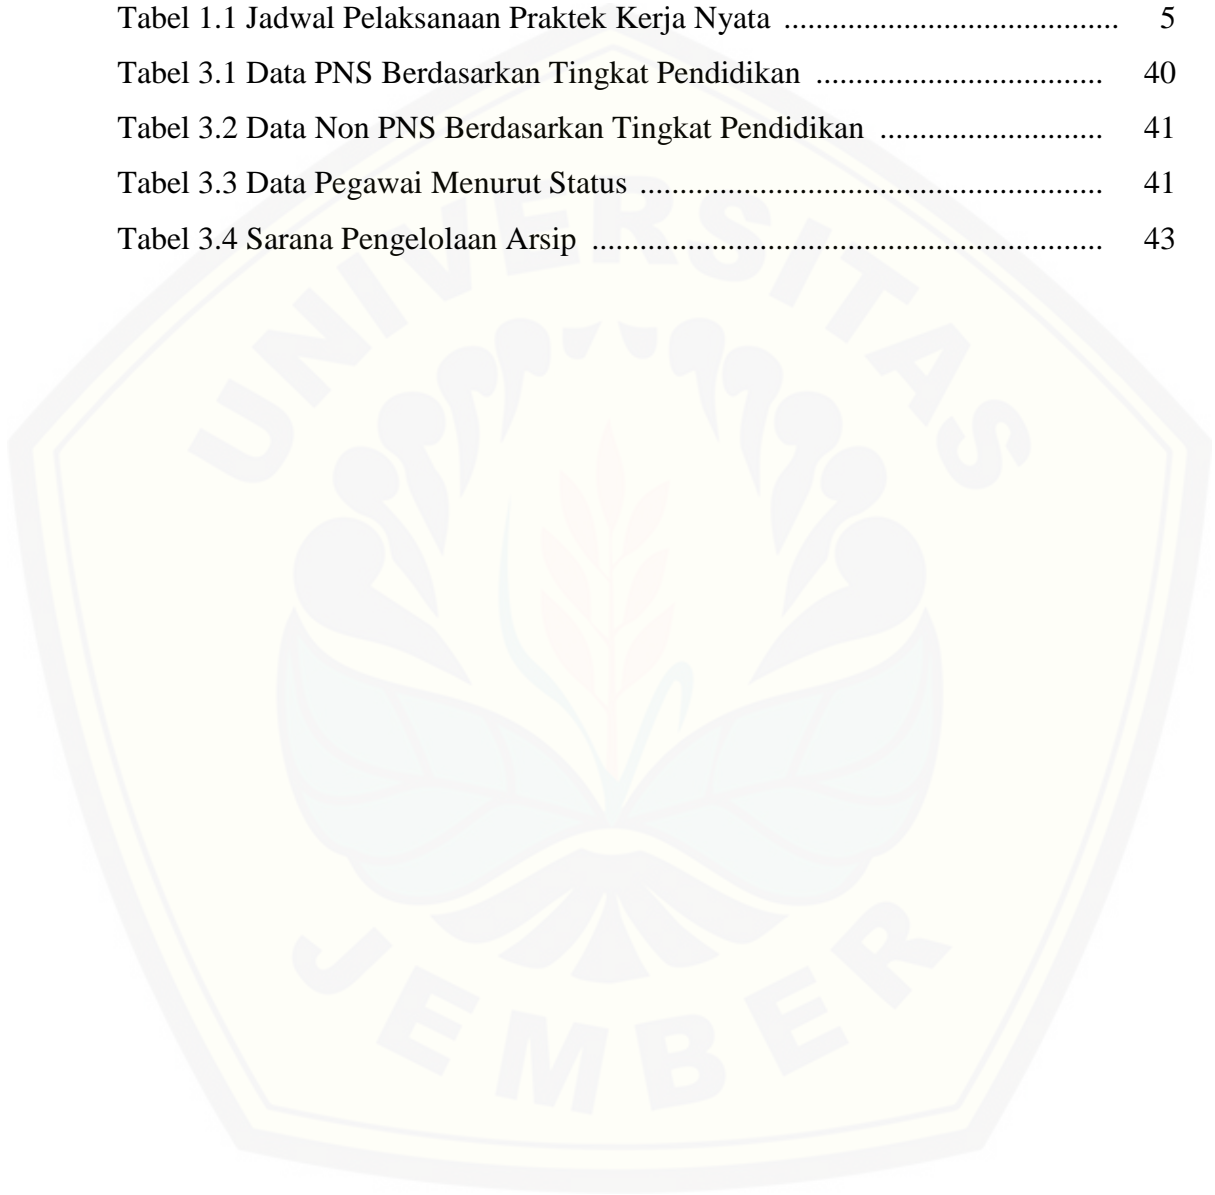 Tabel 1.1 Jadwal Pelaksanaan Praktek Kerja Nyata .......................................... 5
Tabel 3.1 Data PNS Berdasarkan Tingkat Pendidikan .................................... 40
Tabel 3.2 Data Non PNS Berdasarkan Tingkat Pendidikan ............................ 41
Tabel 3.3 Data Pegawai Menurut Status .......................................................... 41
Tabel 3.4 Sarana Pengelolaan Arsip ................................................................ 43
UNIVERSITAS
JEMBER